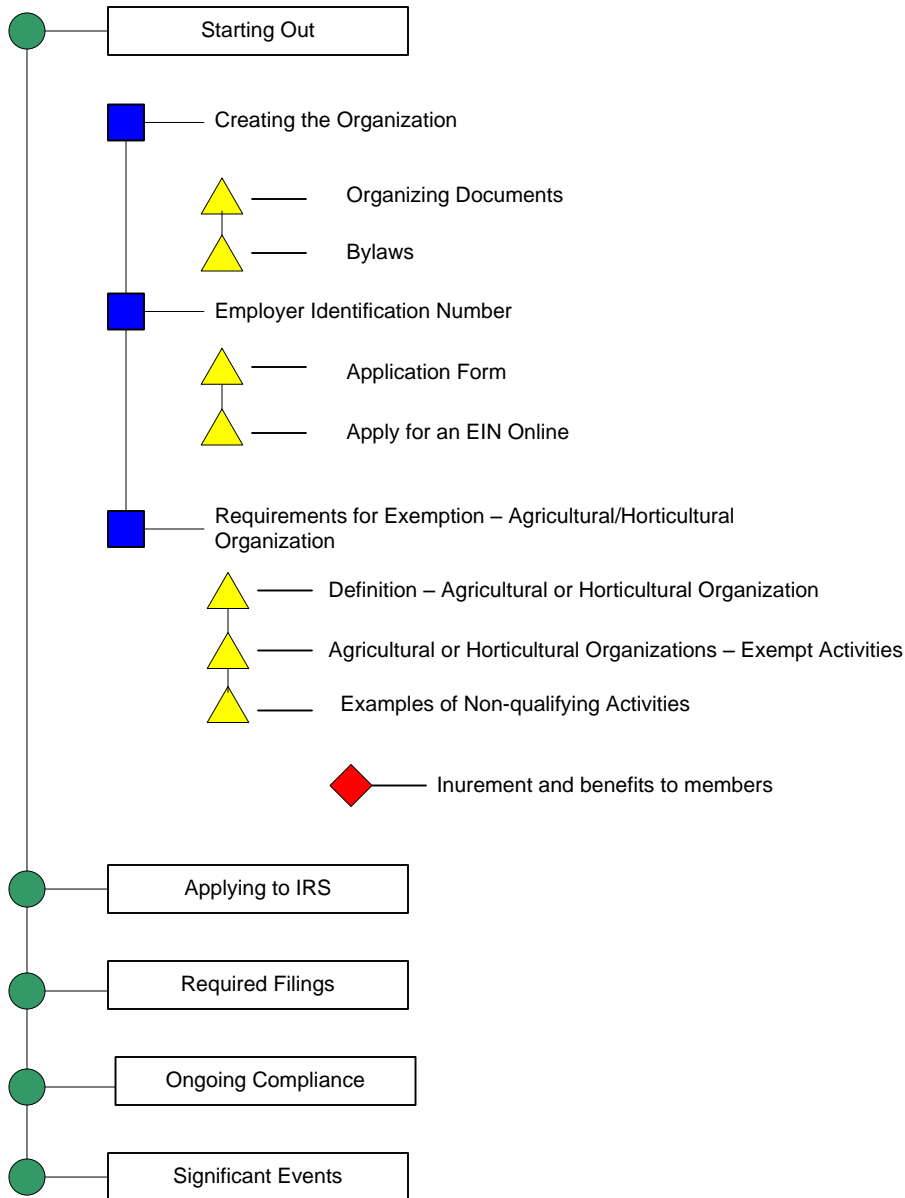 Starting Out
Creating the Organization
Organizing Documents
Bylaws
Employer Identification Number
Application Form
Apply for an EIN Online
Requirements for Exemption – Agricultural/Horticultural
Organization
Definition – Agricultural or Horticultural Organization
Agricultural or Horticultural Organizations – Exempt Activities
Examples of Non-qualifying Activities
Inurement and benefits to members
Applying to IRS
Required Filings
Ongoing Compliance
Significant Events